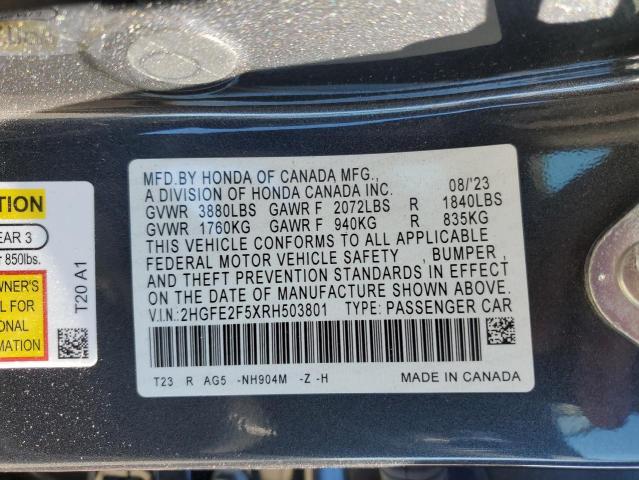 MFD.BY HONDA OF CANADA MFG., 08/'23
A DIVISION OF HONDA CANADA INC.
GVWR 3880LBS GAWR F 2072LBS R 1840LBS
GVWR 1760KG GAWR F 940KG R 835KG
THIS VEHICLE CONFORMS TO ALL APPLICABLE
FEDERAL MOTOR VEHICLE SAFETY , BUMPER ,
AND THEFT PREVENTION STANDARDS IN EFFECT
ON THE DATE OF MANUFACTURE SHOWN ABOVE.
V.I.N: 2HGFE2F5XRH503801 TYPE: PASSENGER CAR
T23 R AG5 -NH904M -Z -H MADE IN CANADA
TION
EAR 3
850lbs.
OWNER'S
L FOR
ONAL
MATION
T20 A1